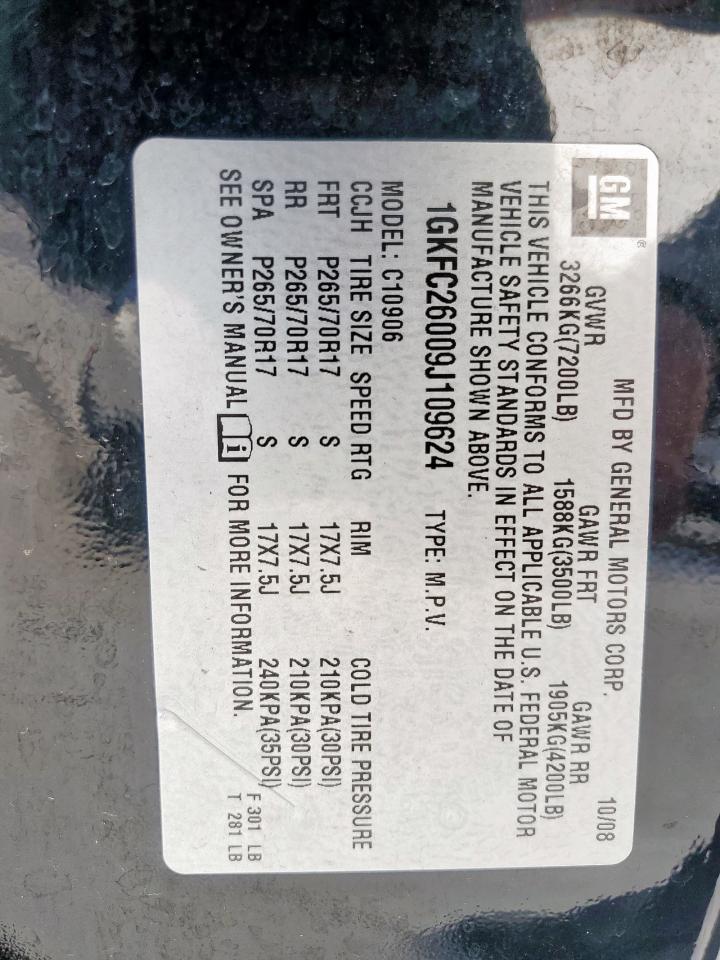 GM®
MFD BY GENERAL MOTORS CORP. 10/08
GVWR GAWR FRT GAWR RR
3266KG(7200LB) 1588KG(3500LB) 1905KG(4200LB)
THIS VEHICLE CONFORMS TO ALL APPLICABLE U.S. FEDERAL MOTOR
VEHICLE SAFETY STANDARDS IN EFFECT ON THE DATE OF
MANUFACTURE SHOWN ABOVE.
1GKFC26009J109624 TYPE: M.P.V.
MODEL: C10906
CCJH TIRE SIZE SPEED RTG RIM COLD TIRE PRESSURE
FRT P265/70R17 S 17X7.5J 210KPA(30PSI)
RR P265/70R17 S 17X7.5J 210KPA(30PSI)
SPA P265/70R17 S 17X7.5J 240KPA(35PSI)
SEE OWNER'S MANUAL i FOR MORE INFORMATION.
F 301 LB
T 281 LB